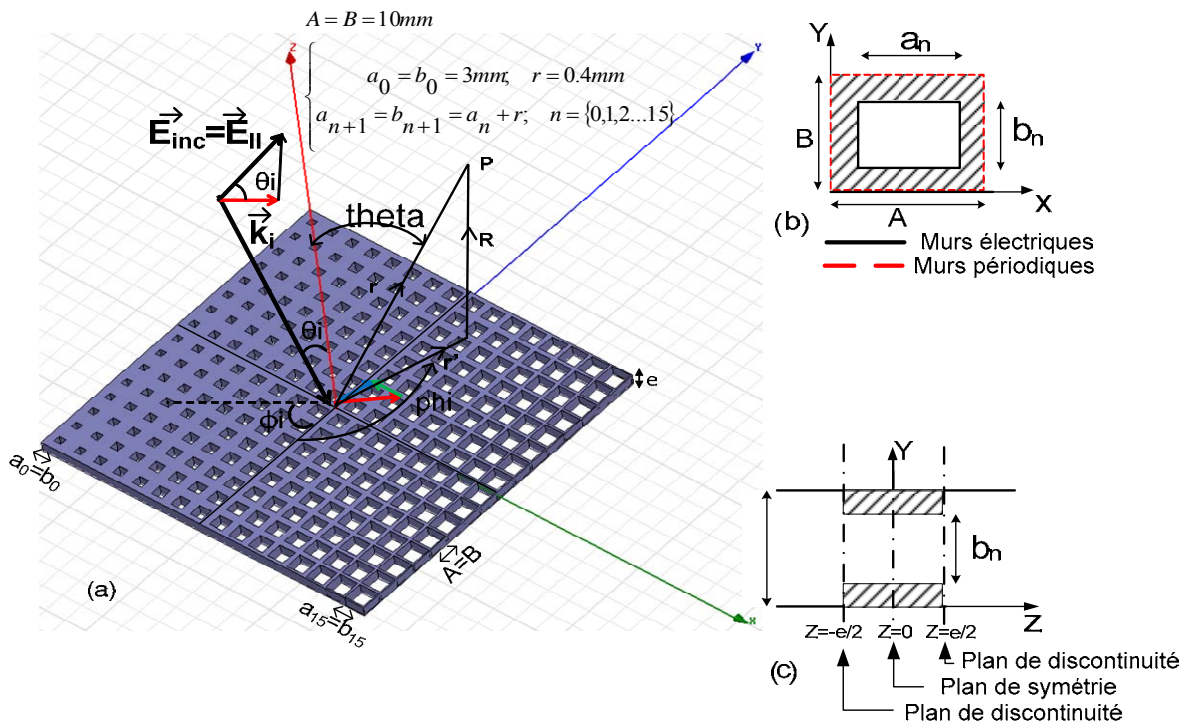 A = B = 10mm
a0 = b0 = 3mm; r = 0.4mm
an+1 = bn+1 = an + r; n = {0,1,2...15}
Z
Y
Einc=EII
θi
ki
theta
P
R
r
θi
r'
phi
ϕi
e
a0=b0
A=B
a15=b15
X
(a)
Y
an
B
bn
A
X
(b)
Murs électriques
Murs périodiques
Y
bn
Z
Z=-e/2
Z=0
Z=e/2
(c)
Plan de discontinuité
Plan de symétrie
Plan de discontinuité